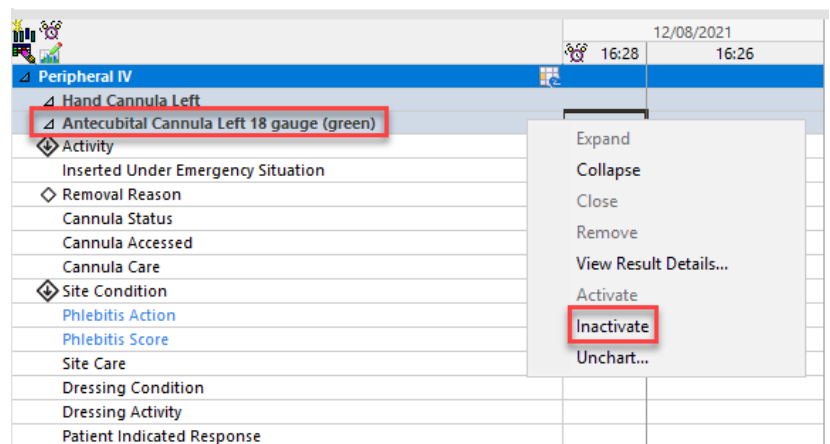 12/08/2021
16:28 16:26
Peripheral IV
Hand Cannula Left
Antecubital Cannula Left 18 gauge (green)
Activity
Inserted Under Emergency Situation
Removal Reason
Cannula Status
Cannula Accessed
Cannula Care
Site Condition
Phlebitis Action
Phlebitis Score
Site Care
Dressing Condition
Dressing Activity
Patient Indicated Response
Expand
Collapse
Close
Remove
View Result Details...
Activate
Inactivate
Unchart...